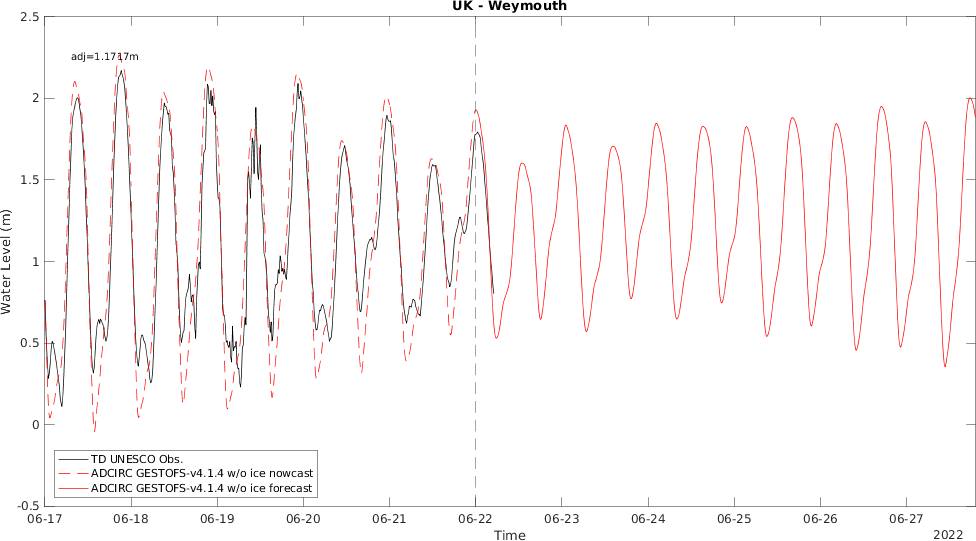 UK - Weymouth
adj=1.1717m
2.5
2
1.5
1
0.5
0
-0.5
Water Level (m)
TD UNESCO Obs.
ADCIRC GESTOFS-v4.1.4 w/o ice nowcast
ADCIRC GESTOFS-v4.1.4 w/o ice forecast
06-17 06-18 06-19 06-20 06-21 06-22 06-23 06-24 06-25 06-26 06-27
Time
2022